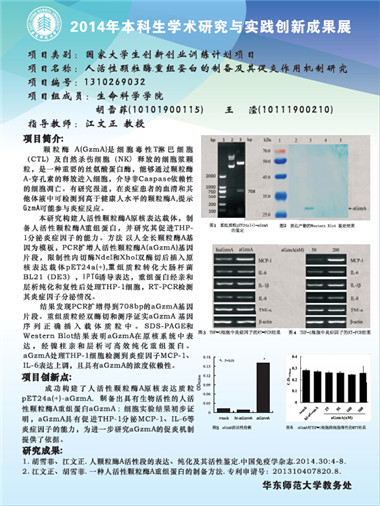 2014年本科生学术研究与实践创新成果展
项目类别：国家大学生创新创业训练计划项目
项目名称：人活性颗粒酶重组蛋白的制备及其促炎作用机制研究
项目编号：1310269032
项目组成员：生命科学学院
胡雪菲(10101900115) 王 滢(10111900210)
指导教师：江文正 教授
项目简介：
颗粒酶 A(GzmA)是细胞毒性T淋巴细胞
(CTL) 及自然杀伤细胞 (NK) 释放的细胞浆颗
粒，是一种重要的丝氨酸蛋白酶，能够通过颗粒酶
A-穿孔素的释放进入细胞，介导非Caspase依赖性
的细胞凋亡。有研究报道，在炎症患者的血清和其
他体液中可检测到高于健康人水平的颗粒酶A,提示
GzmA可能参与炎症反应。
本研究构建人活性颗粒酶A原核表达载体，制
备人活性颗粒酶A重组蛋白，并研究其促进THP-
1分泌炎症因子的能力。方法 以人全长颗粒酶A基
因为模板，PCR扩增人活性颗粒酶A(aGzmA)基因
片段，限制性内切酶NdeI和XhoI双酶切后插入原
核表达载体pET24a(+),重组质粒转化大肠杆菌
BL21 (DE3) ，IPTG诱导表达，重组蛋白经亲和
层析纯化和复性后处理THP-1细胞，RT-PCR检测
其炎症因子分泌情况。
结果发现PCR扩增得到708bp的aGzmA基因
片段，重组质粒经双酶切和测序证实aGzmA 基因
序列正确插入载体质粒中。SDS-PAGE和
Western Blot结果表明aGzmA在原核系统中表
达，经镍柱亲和层析可高效纯化重组蛋白。
aGzmA处理THP-1细胞检测到炎症因子MCP-1、
IL-6表达上调，且具有aGzmA的浓度依赖性。
项目创新点：
成功构建了人活性颗粒酶A原核表达质粒
pET24a(+)-aGzmA，制备出具有生物活性的人活
性颗粒酶A重组蛋白aGzmA；细胞实验结果初步证
明，aGzmA具有促进THP-1分泌MCP-1、IL-6等
炎症因子的能力，为进一步研究aGzmA的促炎机制
提供了依据。
研究成果：
1. 胡雪菲、江文正. 人颗粒酶A活性段的表达、纯化及其活性鉴定.中国免疫学杂志.2014.30:4-8.
2. 江文正、胡雪菲. 一种人活性颗粒酶A重组蛋白的制备方法. 专利申请号：201310407820.8.
MCP-1
IL-8
IL-6
TNF-α
β-actin
aGzmA
华东师范大学教务处